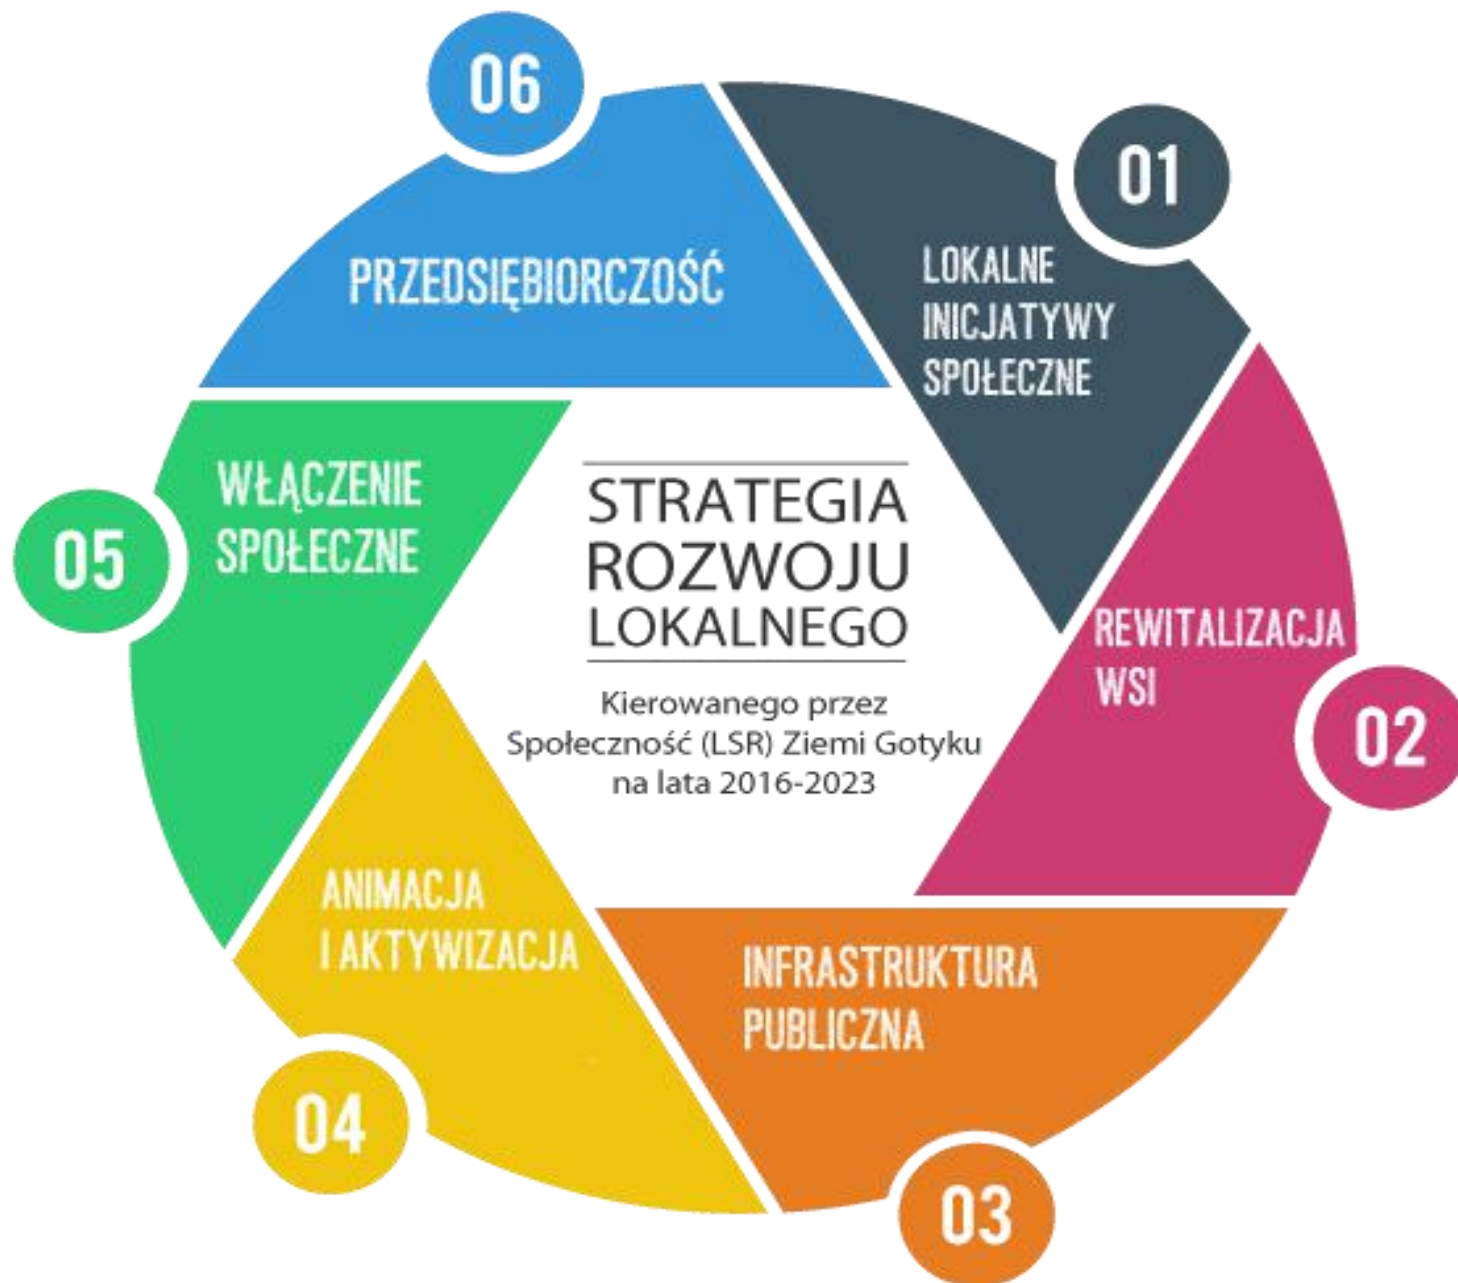 06
PRZEDSIĘBIORCZOŚĆ
01
LOKALNE
INICJATYWY
SPOŁECZNE
02
REWITALIZACJA
WSI
03
INFRASTRUKTURA
PUBLICZNA
04
ANIMACJA
I AKTYWIZACJA
05
WŁĄCZENIE
SPOŁECZNE
STRATEGIA
ROZWOJU
LOKALNEGO
Kierowanego przez
Społeczność (LSR) Ziemi Gotyku
na lata 2016-2023